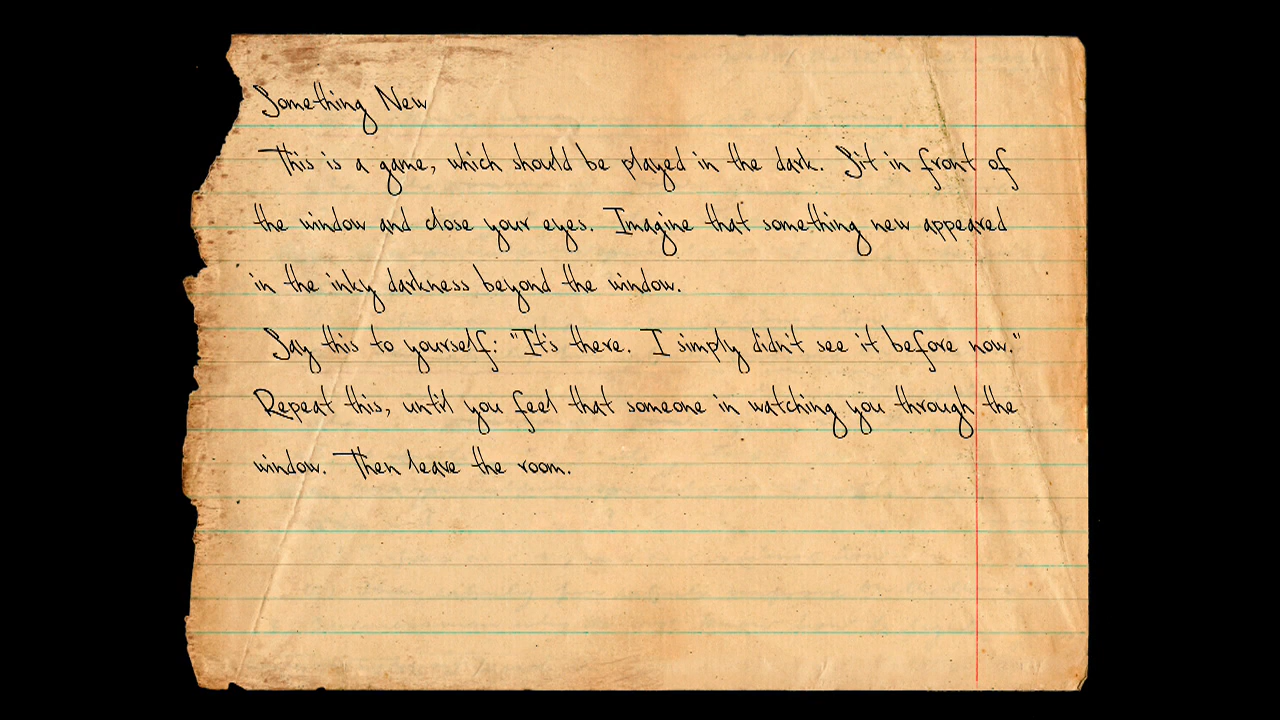 Something New
This is a game, which should be played in the dark. Sit in front of
the window and close your eyes. Imagine that something new appeared
in the inky darkness beyond the window.
Say this to yourself: "It's there. I simply didn't see it before now."
Repeat this, until you feel that someone in watching you through the
window. Then leave the room.